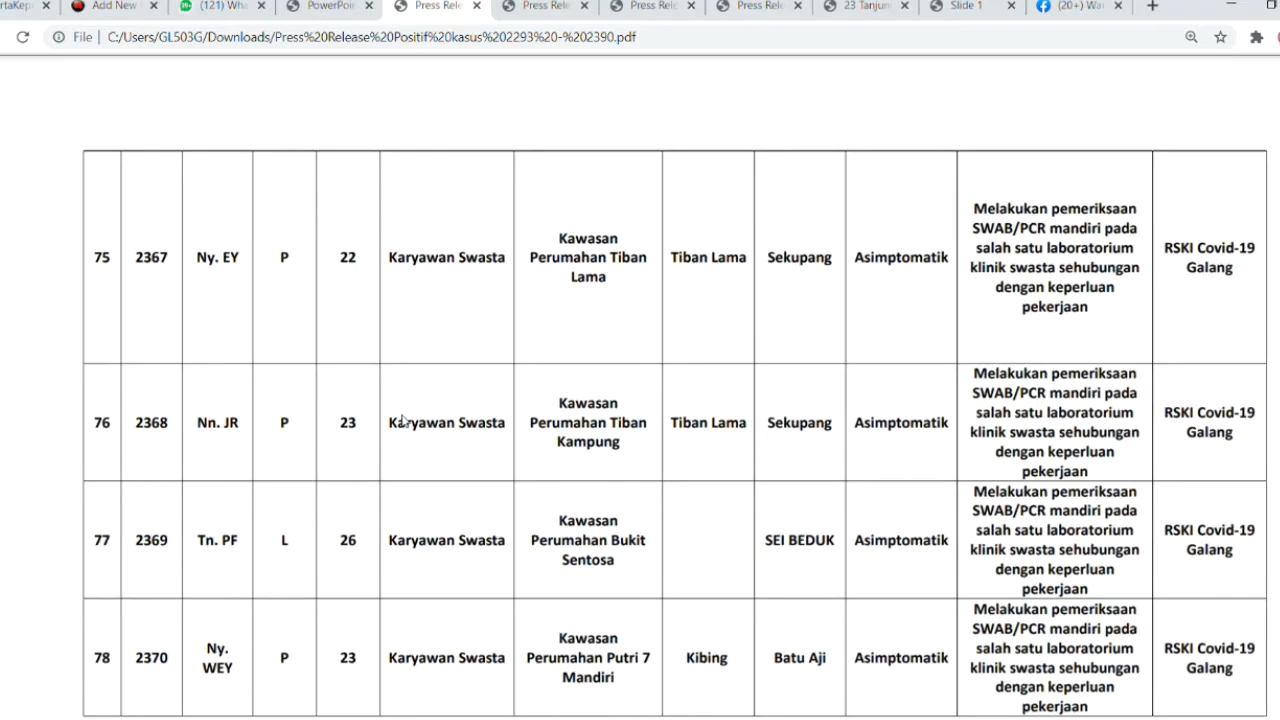 rtaKepr
Add New
(121) Wha
PowerPoin
Press Rele
Press Rele
Press Rele
Press Rele
23 Tanjun
Slide 1
(20+) Wa
File | C:/Users/GL503G/Downloads/Press%20Release%20Positif%20kasus%202293%20-%202390.pdf
75 2367 Ny. EY P 22 Karyawan Swasta
Kawasan
Perumahan Tiban
Lama
Tiban Lama
Sekupang
Asimptomatik
Melakukan pemeriksaan
SWAB/PCR mandiri pada
salah satu laboratorium
klinik swasta sehubungan
dengan keperluan
pekerjaan
RSKI Covid-19
Galang
76 2368 Nn. JR P 23 Karyawan Swasta
Kawasan
Perumahan Tiban
Kampung
Tiban Lama
Sekupang
Asimptomatik
Melakukan pemeriksaan
SWAB/PCR mandiri pada
salah satu laboratorium
klinik swasta sehubungan
dengan keperluan
pekerjaan
RSKI Covid-19
Galang
77 2369 Tn. PF L 26 Karyawan Swasta
Kawasan
Perumahan Bukit
Sentosa
SEI BEDUK
Asimptomatik
Melakukan pemeriksaan
SWAB/PCR mandiri pada
salah satu laboratorium
klinik swasta sehubungan
dengan keperluan
pekerjaan
RSKI Covid-19
Galang
78 2370
Ny.
WEY
P 23 Karyawan Swasta
Kawasan
Perumahan Putri 7
Mandiri
Kibing
Batu Aji
Asimptomatik
Melakukan pemeriksaan
SWAB/PCR mandiri pada
salah satu laboratorium
klinik swasta sehubungan
dengan keperluan
pekerjaan
RSKI Covid-19
Galang